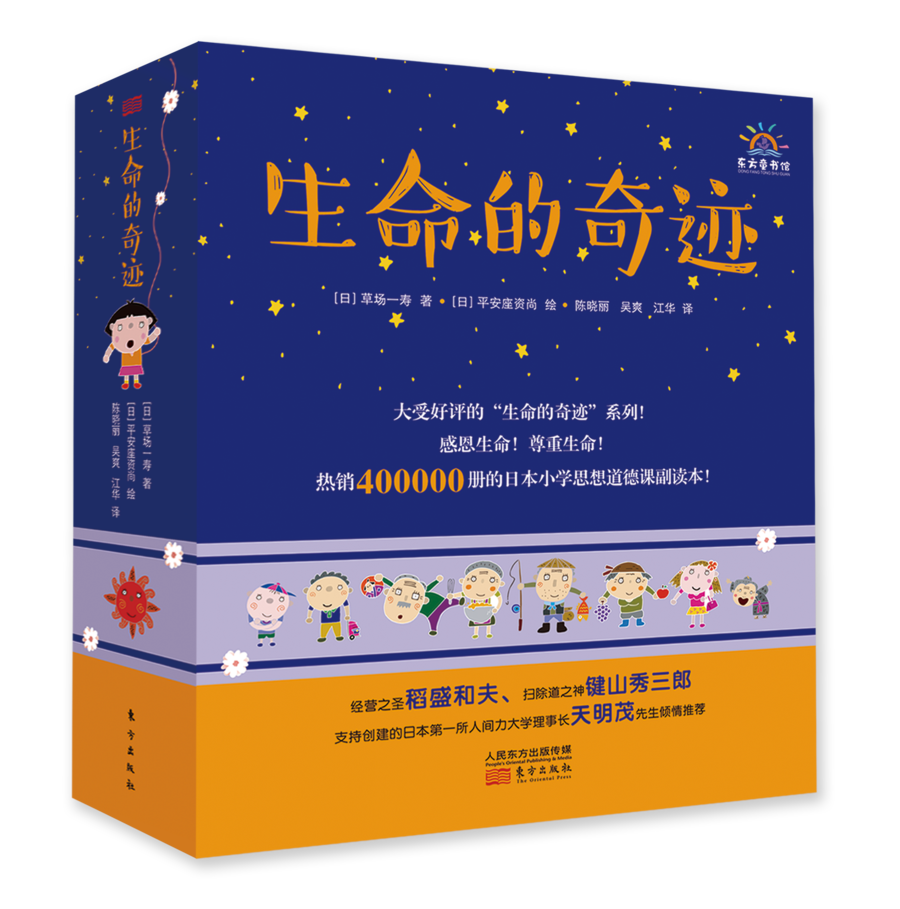 生命的奇迹
[日]草场一寿 著
[日]平安座资尚 绘
陈晓丽 吴爽 江华 译
东方出版社
东方童书馆
DONG FANG TONG SHU GUAN
生命的奇迹
[日]草场一寿 著·[日]平安座资尚 绘·陈晓丽 吴爽 江华 译
大受好评的“生命的奇迹”系列！
感恩生命！尊重生命！
热销400000册的日本小学思想道德课副读本！
经营之圣稻盛和夫、扫除道之神键山秀三郎
支持创建的日本第一所人间力大学理事长天明茂先生倾情推荐
人民东方出版传媒
People's Oriental Publishing & Media
东方出版社
The Oriental Press